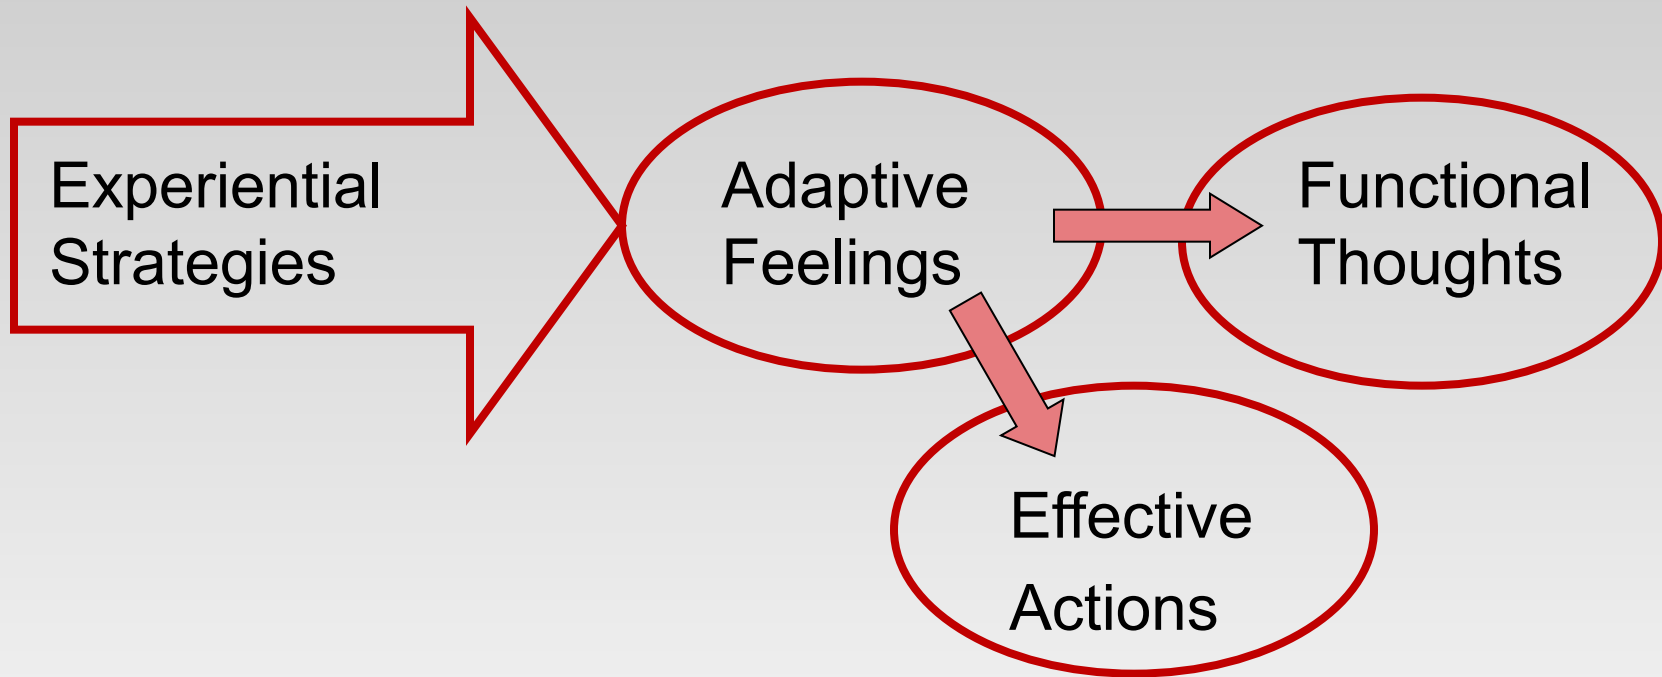 Experiential
Strategies
Adaptive
Feelings
Functional
Thoughts
Effective
Actions